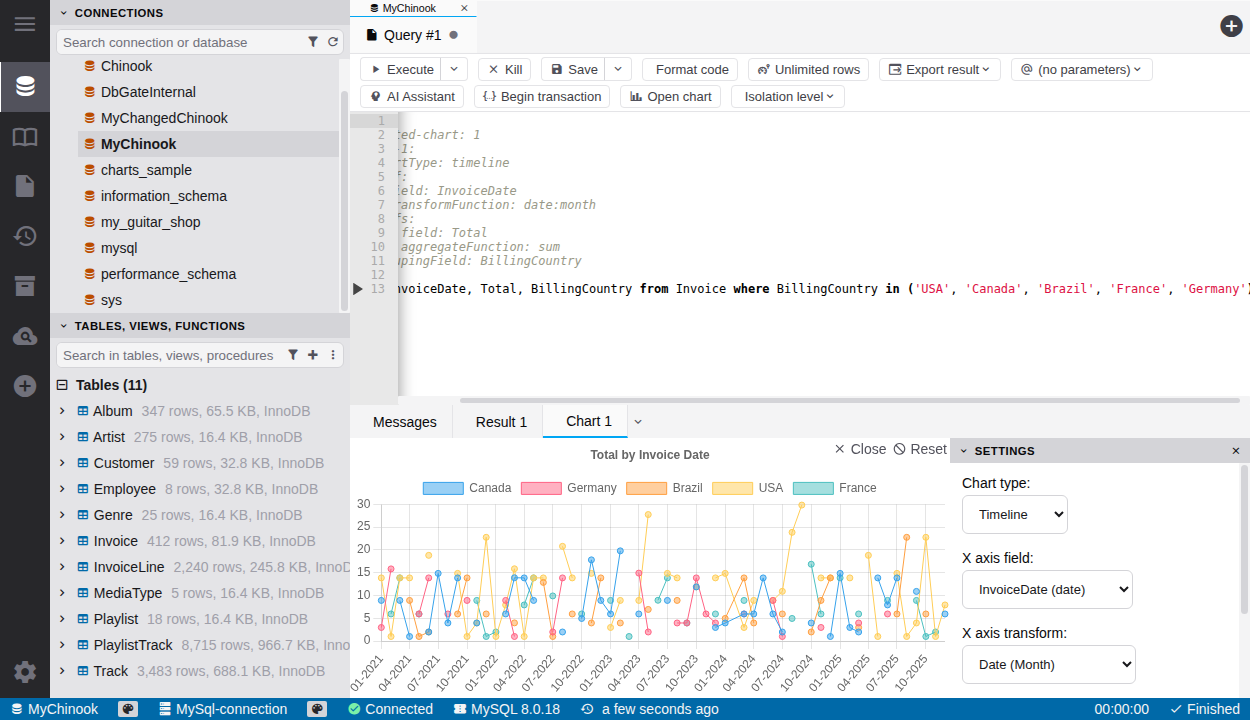 CONNECTIONS
Search connection or database
Chinook
DbGateInternal
MyChangedChinook
MyChinook
charts_sample
information_schema
my_guitar_shop
mysql
performance_schema
sys
TABLES, VIEWS, FUNCTIONS
Search in tables, views, procedures
Tables (11)
Album 347 rows, 65.5 KB, InnoDB
Artist 275 rows, 16.4 KB, InnoDB
Customer 59 rows, 32.8 KB, InnoDB
Employee 8 rows, 32.8 KB, InnoDB
Genre 25 rows, 16.4 KB, InnoDB
Invoice 412 rows, 81.9 KB, InnoDB
InvoiceLine 2,240 rows, 245.8 KB, InnoD
MediaType 5 rows, 16.4 KB, InnoDB
Playlist 18 rows, 16.4 KB, InnoDB
PlaylistTrack 8,715 rows, 966.7 KB, Inno
Track 3,483 rows, 688.1 KB, InnoDB
MyChinook
Query #1
Execute Kill Save Format code Unlimited rows Export result @ (no parameters)
AI Assistant {..} Begin transaction Open chart Isolation level
1
2 ted-chart: 1
3 -1:
4 rtType: timeline
5 f:
6 ield: InvoiceDate
7 ransformFunction: date:month
8 fs:
9 field: Total
10 aggregateFunction: sum
11 upingField: BillingCountry
12
13 nvoiceDate, Total, BillingCountry from Invoice where BillingCountry in ('USA', 'Canada', 'Brazil', 'France', 'Germany')
Messages Result 1 Chart 1
Total by Invoice Date
Close Reset
Canada Germany Brazil USA France
30
25
20
15
10
5
0
01-2021 04-2021 07-2021 10-2021 01-2022 04-2022 07-2022 10-2022 01-2023 04-2023 07-2023 10-2023 01-2024 04-2024 07-2024 10-2024 01-2025 04-2025 07-2025 10-2025
SETTINGS
Chart type:
Timeline
X axis field:
InvoiceDate (date)
X axis transform:
Date (Month)
MyChinook MySql-connection Connected MySQL 8.0.18 a few seconds ago 00:00:00 Finished